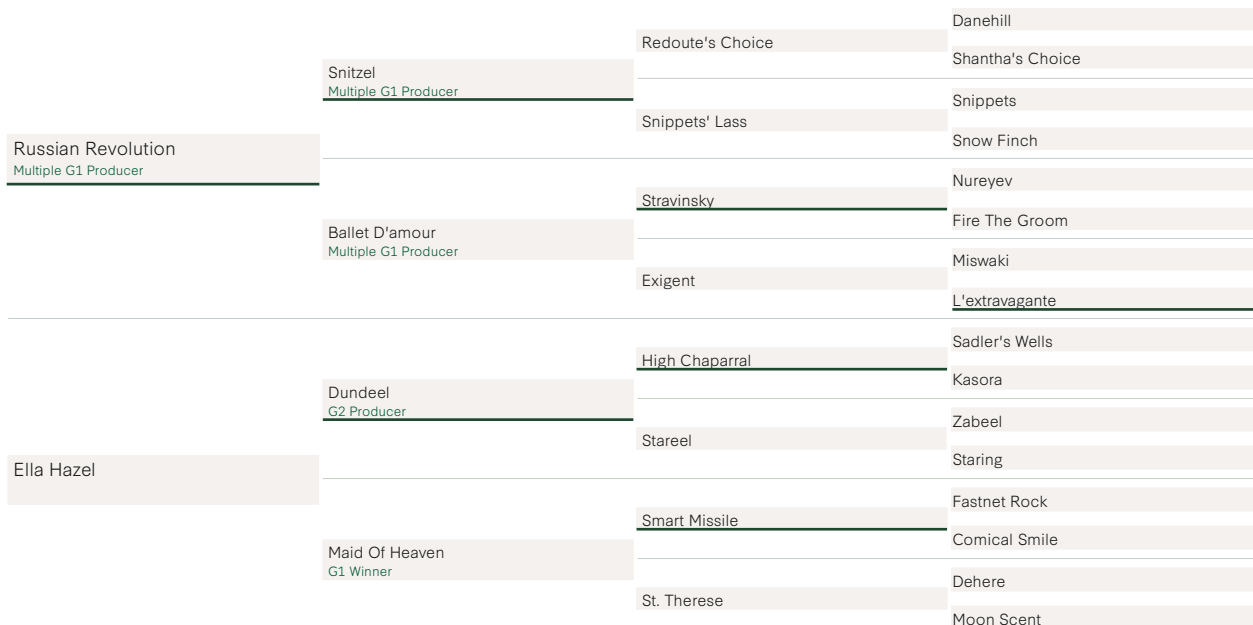 Danehill
Redoute's Choice
Shantha's Choice
Snitzel
Multiple G1 Producer
Snippets
Snippets' Lass
Snow Finch
Russian Revolution
Multiple G1 Producer
Nureyev
Stravinsky
Fire The Groom
Ballet D'amour
Multiple G1 Producer
Miswaki
Exigent
L'extravagante
Sadler's Wells
High Chaparral
Kasora
Dundeel
G2 Producer
Zabeel
Stareel
Staring
Ella Hazel
Fastnet Rock
Smart Missile
Comical Smile
Maid Of Heaven
G1 Winner
Dehere
St. Therese
Moon Scent